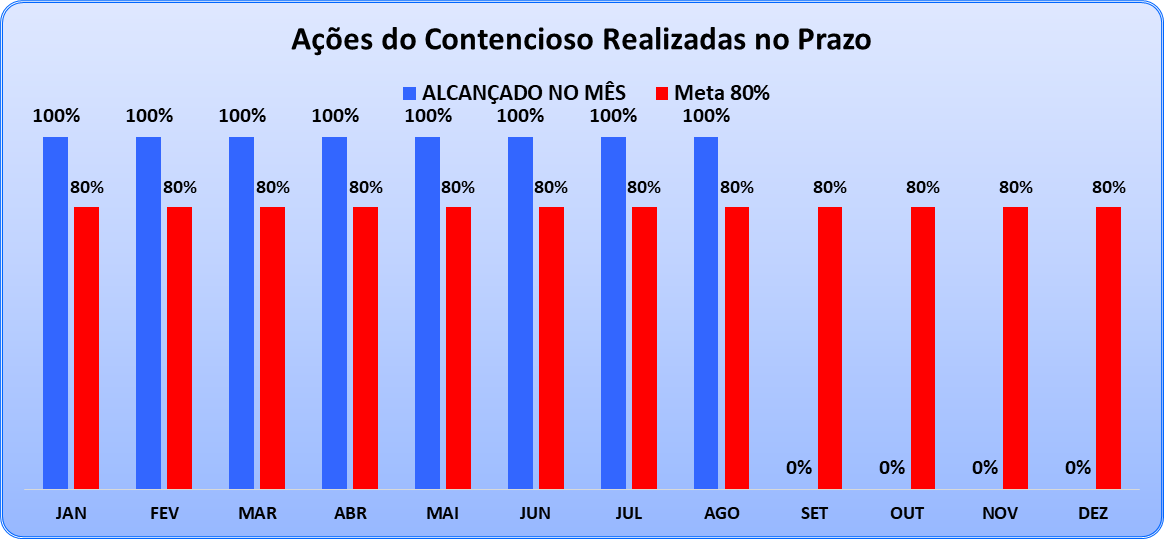 Ações do Contencioso Realizadas no Prazo
ALCANÇADO NO MÊS Meta 80%
100% 100% 100% 100% 100% 100% 100% 100%
80% 80% 80% 80% 80% 80% 80% 80% 80% 80% 80% 80%
0% 0% 0% 0%
JAN FEV MAR ABR MAI JUN JUL AGO SET OUT NOV DEZ